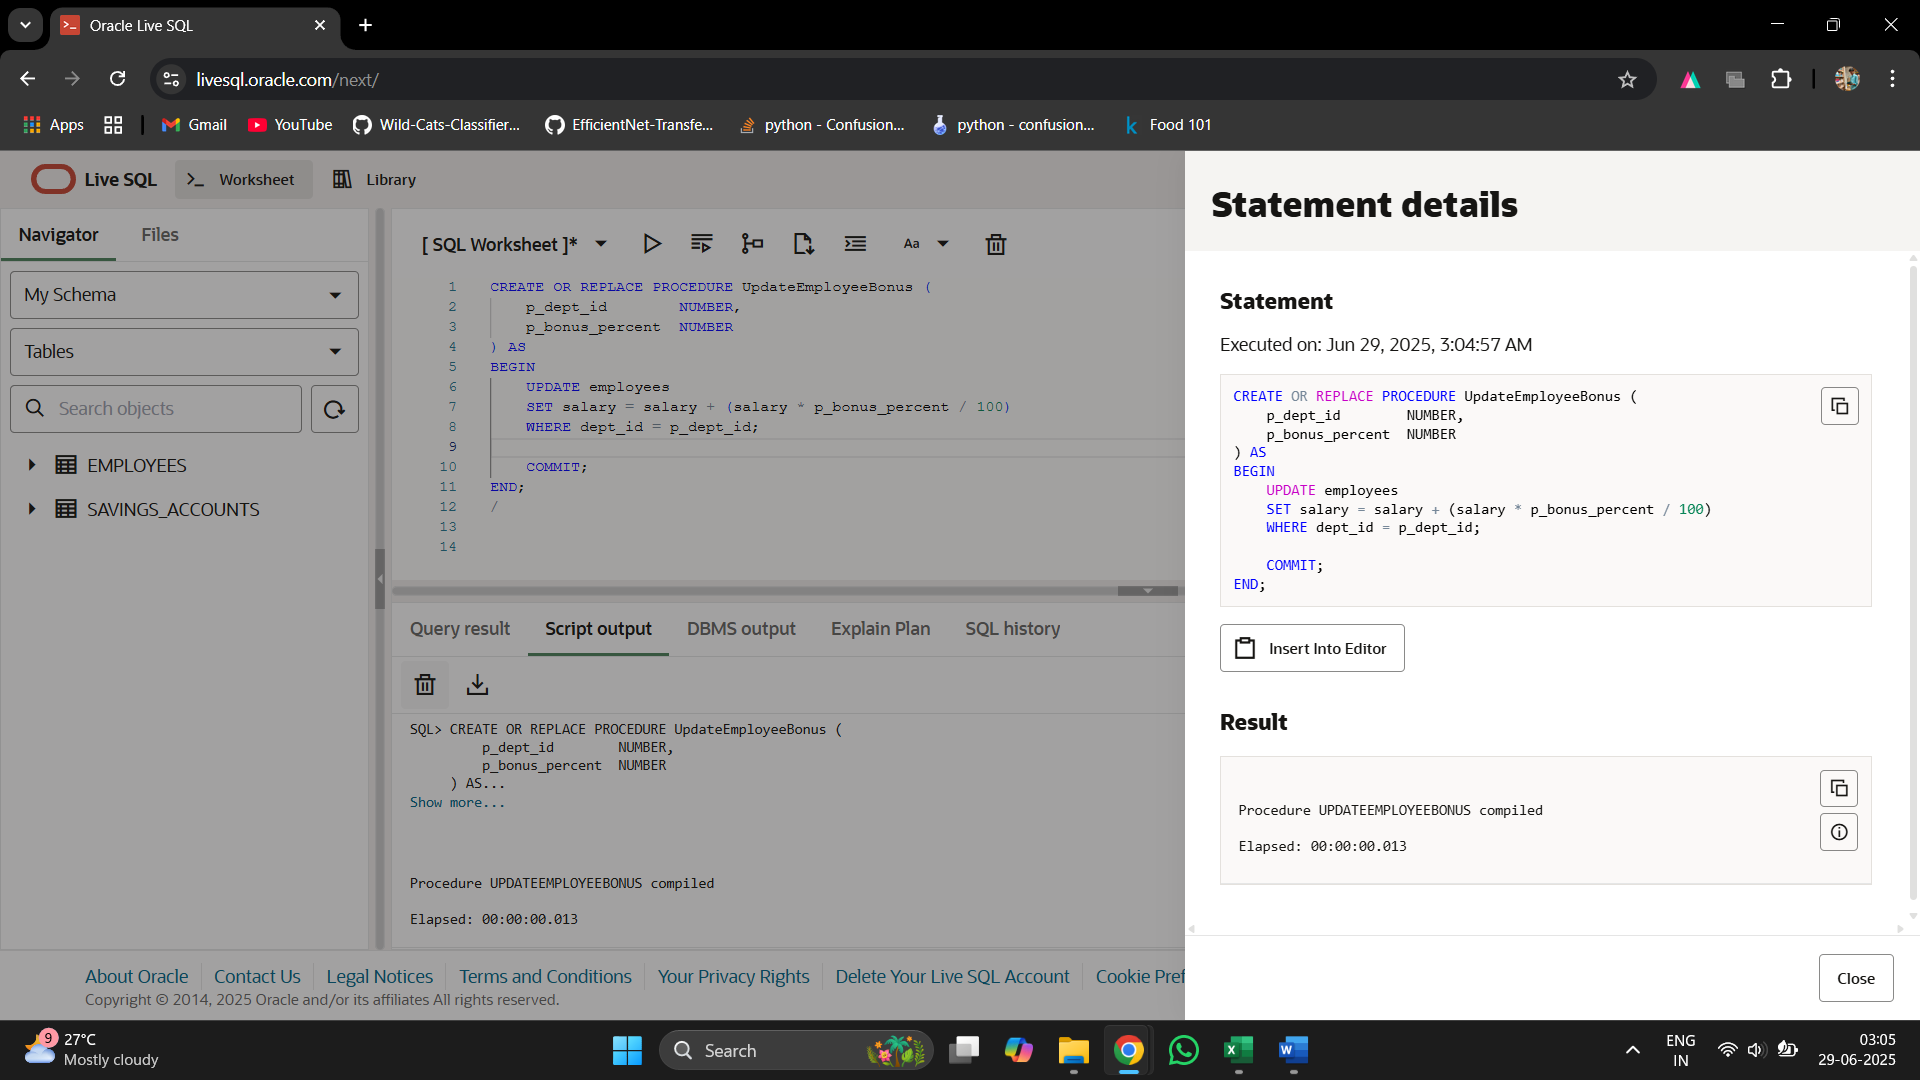 Oracle Live SQL
livesql.oracle.com/next/
Apps
Gmail
YouTube
Wild-Cats-Classifier...
EfficientNet-Transfe...
python - Confusion...
python - confusion...
Food 101
Live SQL
Worksheet
Library
Navigator
Files
My Schema
Tables
Search objects
EMPLOYEES
SAVINGS_ACCOUNTS
[ SQL Worksheet ]*
Aa
1 CREATE OR REPLACE PROCEDURE UpdateEmployeeBonus (
2 p_dept_id NUMBER,
3 p_bonus_percent NUMBER
4 ) AS
5 BEGIN
6 UPDATE employees
7 SET salary = salary + (salary * p_bonus_percent / 100)
8 WHERE dept_id = p_dept_id;
9
10 COMMIT;
11 END;
12 /
13
14
Query result
Script output
DBMS output
Explain Plan
SQL history
SQL> CREATE OR REPLACE PROCEDURE UpdateEmployeeBonus (
p_dept_id NUMBER,
p_bonus_percent NUMBER
) AS...
Show more...
Procedure UPDATEEMPLOYEEBONUS compiled
Elapsed: 00:00:00.013
Statement details
Statement
Executed on: Jun 29, 2025, 3:04:57 AM
CREATE OR REPLACE PROCEDURE UpdateEmployeeBonus (
p_dept_id NUMBER,
p_bonus_percent NUMBER
) AS
BEGIN
UPDATE employees
SET salary = salary + (salary * p_bonus_percent / 100)
WHERE dept_id = p_dept_id;
COMMIT;
END;
Insert Into Editor
Result
Procedure UPDATEEMPLOYEEBONUS compiled
Elapsed: 00:00:00.013
Close
About Oracle
Contact Us
Legal Notices
Terms and Conditions
Your Privacy Rights
Delete Your Live SQL Account
Cookie Pref
Copyright © 2014, 2025 Oracle and/or its affiliates All rights reserved.
9
27°C
Mostly cloudy
Search
ENG
IN
03:05
29-06-2025